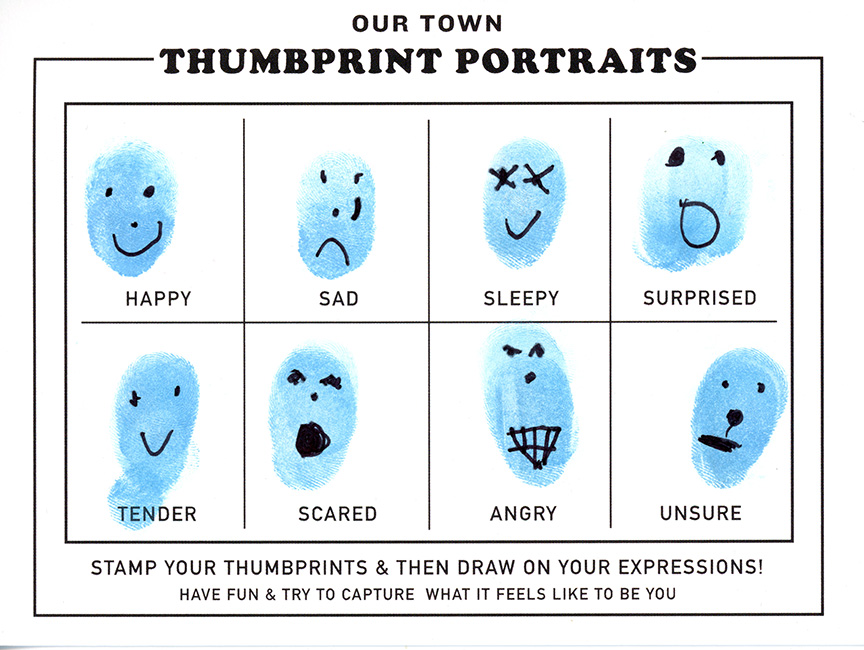 OUR TOWN
THUMBPRINT PORTRAITS
HAPPY
SAD
SLEEPY
SURPRISED
TENDER
SCARED
ANGRY
UNSURE
STAMP YOUR THUMBPRINTS & THEN DRAW ON YOUR EXPRESSIONS!
HAVE FUN & TRY TO CAPTURE WHAT IT FEELS LIKE TO BE YOU